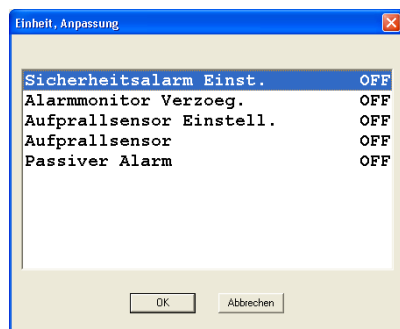 Einheit, Anpassung
Sicherheitsalarm Einst. OFF
Alarmmonitor Verzoeg. OFF
Aufprallsensor Einstell. OFF
Aufprallsensor OFF
Passiver Alarm OFF
OK Abbrechen